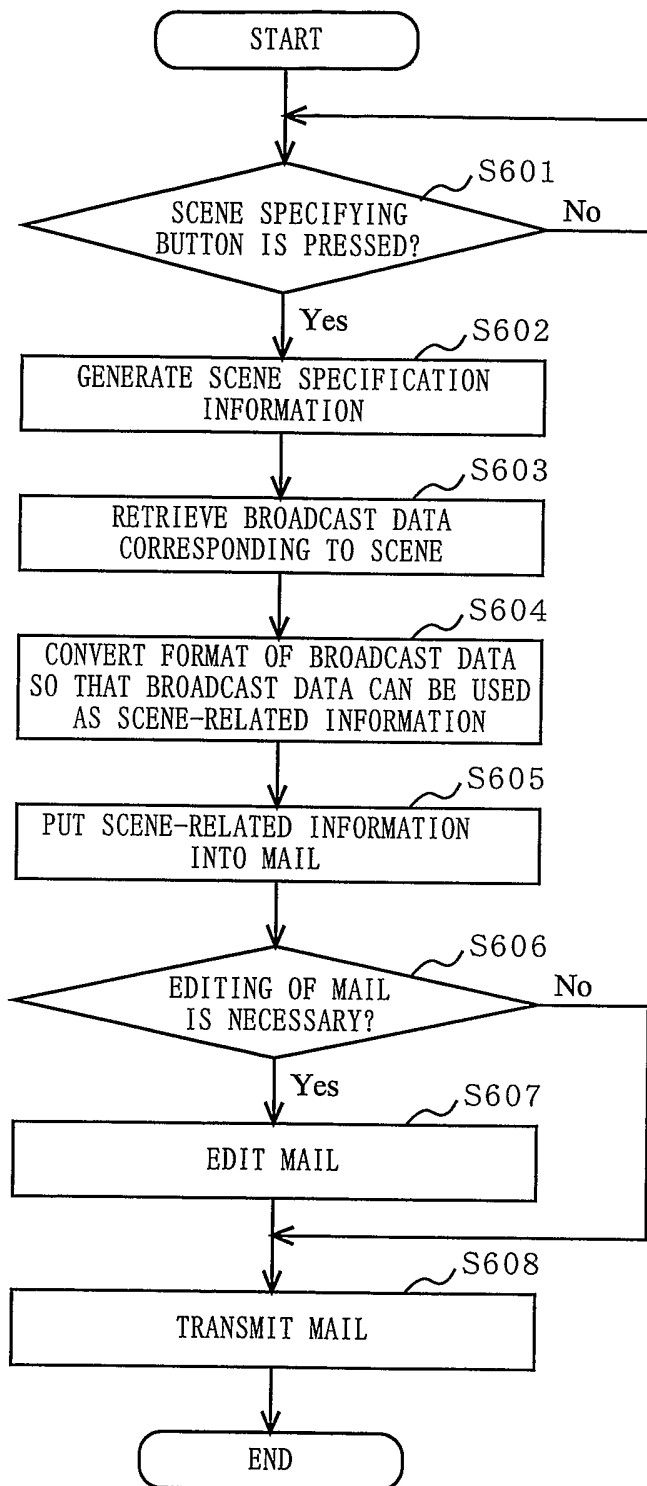 START
S601
SCENE SPECIFYING
BUTTON IS PRESSED?
No
Yes
S602
GENERATE SCENE SPECIFICATION
INFORMATION
S603
RETRIEVE BROADCAST DATA
CORRESPONDING TO SCENE
S604
CONVERT FORMAT OF BROADCAST DATA
SO THAT BROADCAST DATA CAN BE USED
AS SCENE-RELATED INFORMATION
S605
PUT SCENE-RELATED INFORMATION
INTO MAIL
S606
EDITING OF MAIL
IS NECESSARY?
No
Yes
S607
EDIT MAIL
S608
TRANSMIT MAIL
END